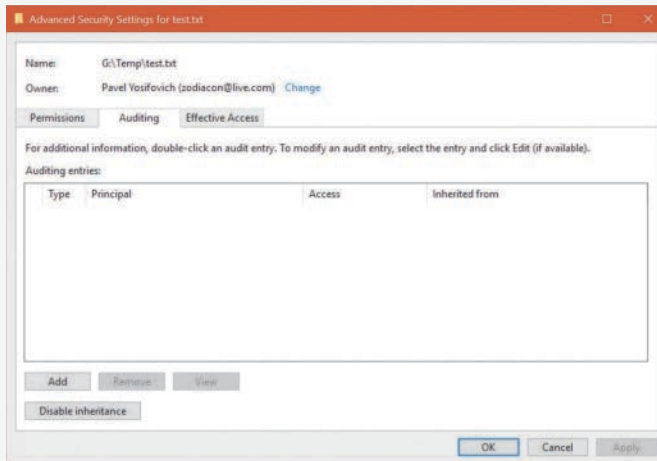 Advanced Security Settings for test.txt
Name: G:\Temp\test.txt
Owner: Pavel Yosifovich (zodiacon@live.com) Change
Permissions Auditing Effective Access
For additional information, double-click an audit entry. To modify an audit entry, select the entry and click Edit (if available).
Auditing entries:
Type Principal Access Inherited from
Add Remove View
Disable inheritance
OK Cancel Apply